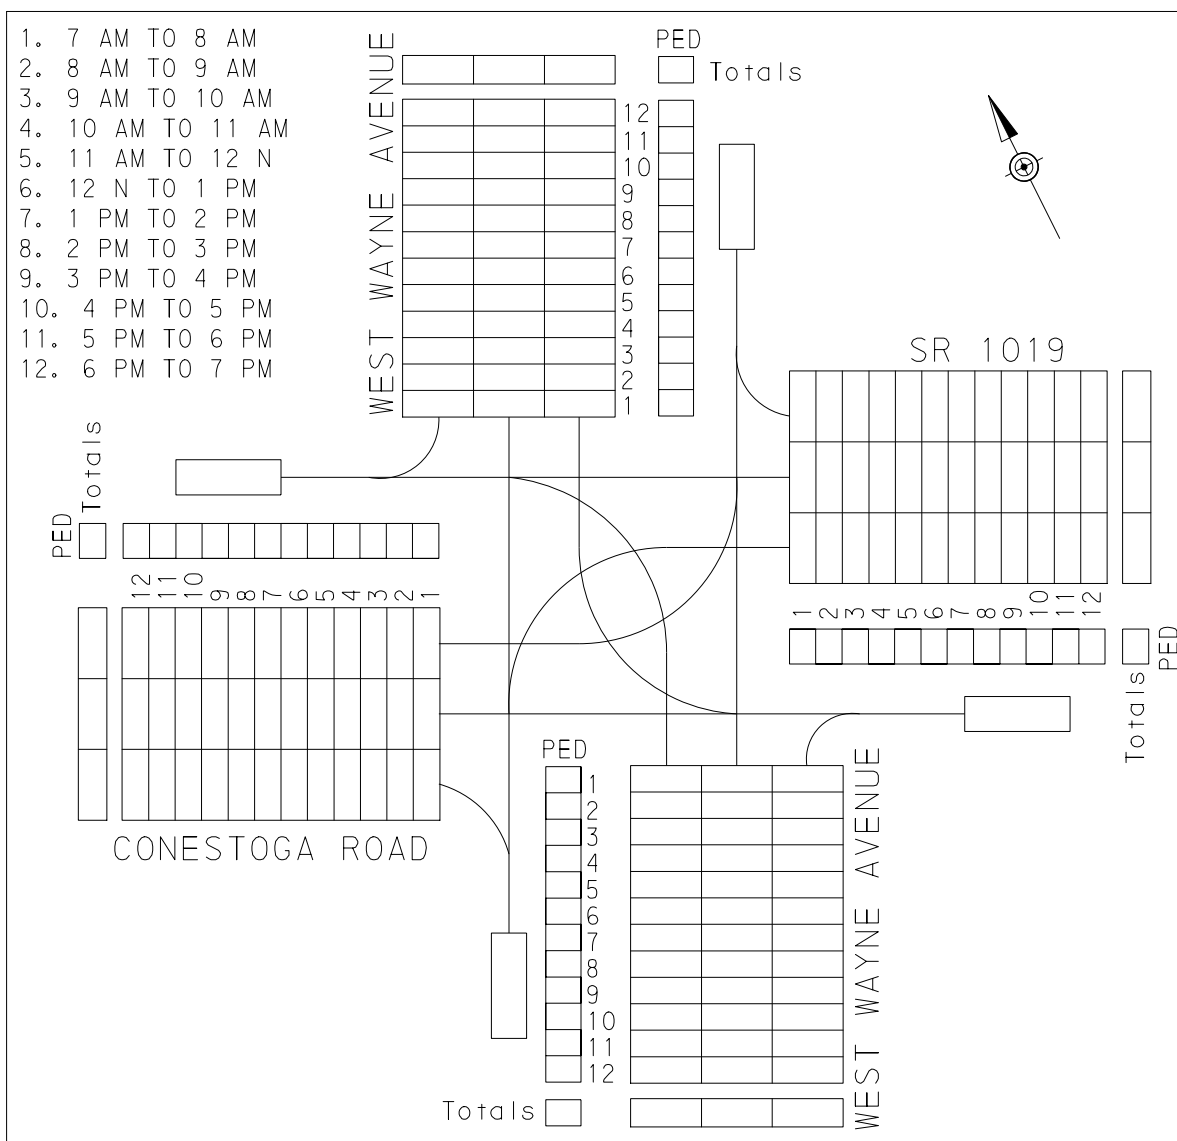 1. 7 AM TO 8 AM
2. 8 AM TO 9 AM
3. 9 AM TO 10 AM
4. 10 AM TO 11 AM
5. 11 AM TO 12 N
6. 12 N TO 1 PM
7. 1 PM TO 2 PM
8. 2 PM TO 3 PM
9. 3 PM TO 4 PM
10. 4 PM TO 5 PM
11. 5 PM TO 6 PM
12. 6 PM TO 7 PM
WEST WAYNE AVENUE
PED
Totals
12
11
10
9
8
7
6
5
4
3
2
1
SR 1019
1 2 3 4 5 6 7 8 9 10 11 12
PED
Totals
Totals
PED
12 11 10 9 8 7 6 5 4 3 2 1
CONESTOGA ROAD
PED
1
2
3
4
5
6
7
8
9
10
11
12
Totals
WEST WAYNE AVENUE